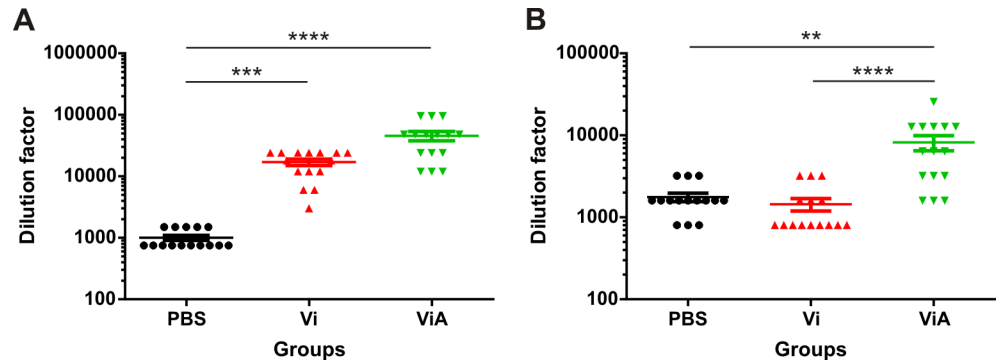 A
Dilution factor
1000000
100000
10000
1000
100
****
***
PBS
Vi
ViA
Groups
B
Dilution factor
100000
10000
1000
100
**
****
PBS
Vi
ViA
Groups